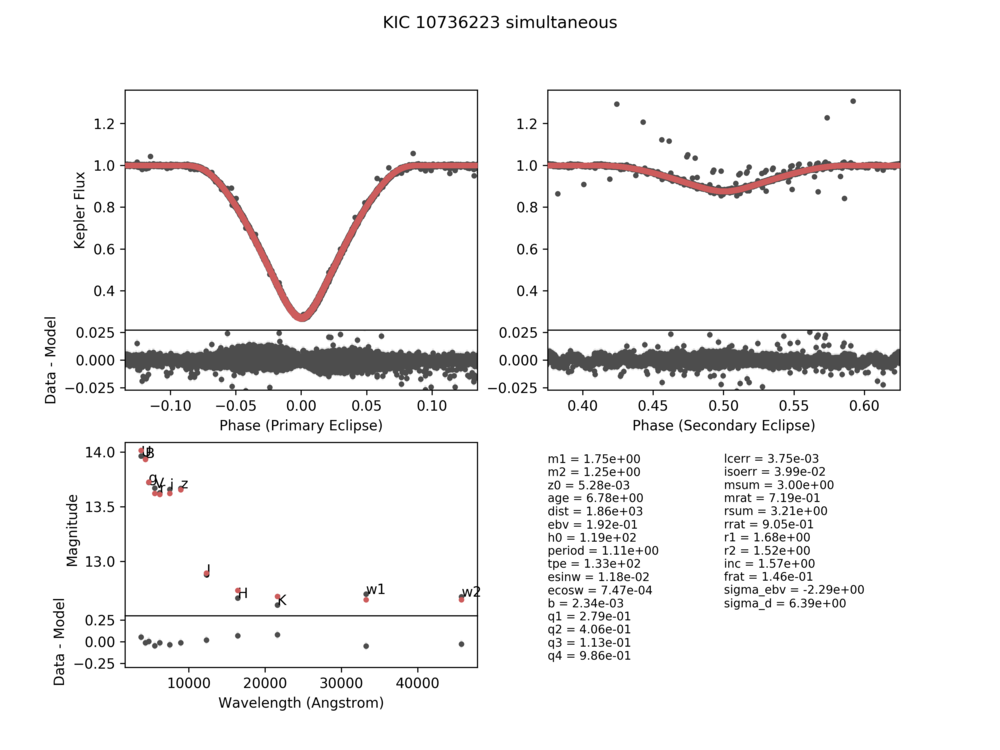 KIC 10736223 simultaneous
1.2
1.0
0.8
0.6
0.4
Kepler Flux
0.025
0.000
−0.025
Data - Model
−0.10
−0.05
0.00
0.05
0.10
Phase (Primary Eclipse)
1.2
1.0
0.8
0.6
0.4
0.025
0.000
−0.025
0.40
0.45
0.50
0.55
0.60
Phase (Secondary Eclipse)
14.0
13.5
13.0
Magnitude
B
g
V
i
z
J
H
K
w1
w2
0.25
0.00
−0.25
Data - Model
10000
20000
30000
40000
Wavelength (Angstrom)
m1 = 1.75e+00
m2 = 1.25e+00
z0 = 5.28e-03
age = 6.78e+00
dist = 1.86e+03
ebv = 1.92e-01
h0 = 1.19e+02
period = 1.11e+00
tpe = 1.33e+02
esinw = 1.18e-02
ecosw = 7.47e-04
b = 2.34e-03
q1 = 2.79e-01
q2 = 4.06e-01
q3 = 1.13e-01
q4 = 9.86e-01
lcerr = 3.75e-03
isoerr = 3.99e-02
msum = 3.00e+00
mrat = 7.19e-01
rsum = 3.21e+00
rrat = 9.05e-01
r1 = 1.68e+00
r2 = 1.52e+00
inc = 1.57e+00
frat = 1.46e-01
sigma_ebv = -2.29e+00
sigma_d = 6.39e+00